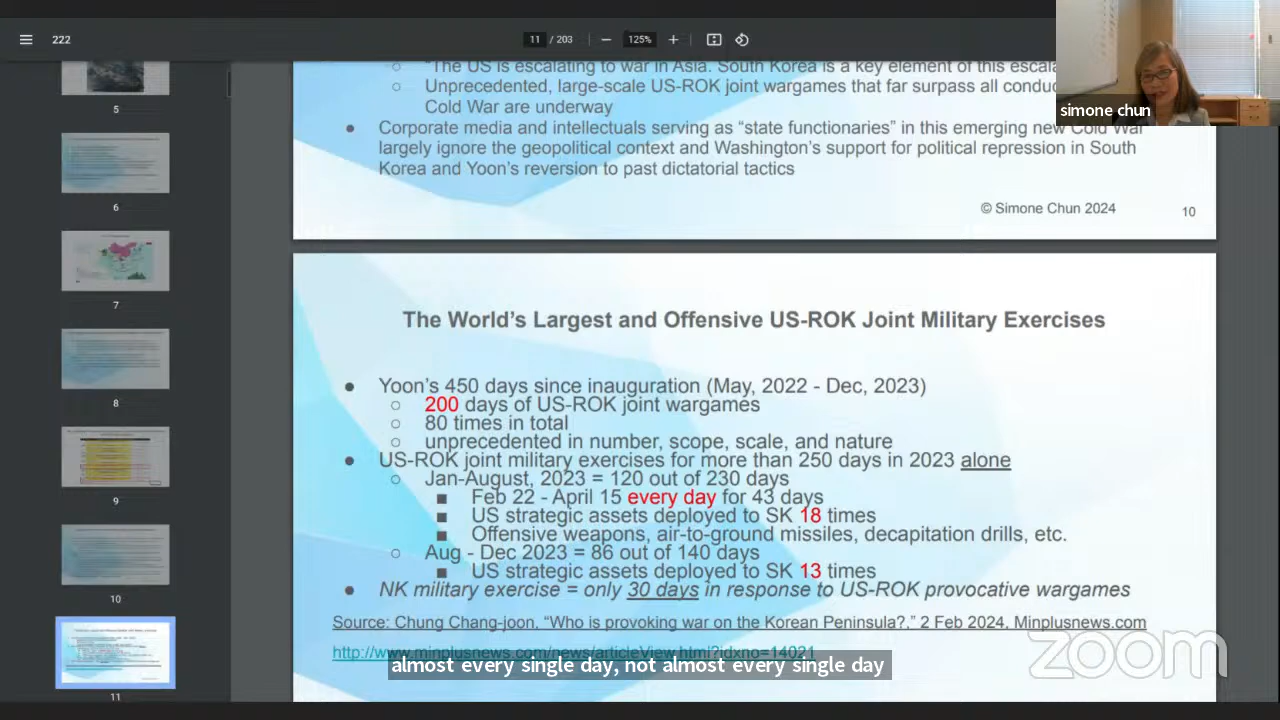 222
11 / 203
125%
5
6
7
8
9
10
11
simone chun
○ "The US is escalating to war in Asia. South Korea is a key element of this
○ Unprecedented, large-scale US-ROK joint wargames that far surpass all
Cold War are underway
● Corporate media and intellectuals serving as “state functionaries” in this emerging new Cold War
largely ignore the geopolitical context and Washington’s support for political repression in South
Korea and Yoon’s reversion to past dictatorial tactics
© Simone Chun 2024
10
The World’s Largest and Offensive US-ROK Joint Military Exercises
● Yoon’s 450 days since inauguration (May, 2022 - Dec, 2023)
○ 200 days of US-ROK joint wargames
○ 80 times in total
○ unprecedented in number, scope, scale, and nature
● US-ROK joint military exercises for more than 250 days in 2023 alone
○ Jan-August, 2023 = 120 out of 230 days
■ Feb 22 - April 15 every day for 43 days
■ US strategic assets deployed to SK 18 times
■ Offensive weapons, air-to-ground missiles, decapitation drills, etc.
○ Aug - Dec 2023 = 86 out of 140 days
■ US strategic assets deployed to SK 13 times
● NK military exercise = only 30 days in response to US-ROK provocative wargames
Source: Chung Chang-joon, “Who is provoking war on the Korean Peninsula?,” 2 Feb 2024, Minplusnews.com
http://www.minplusnews.com/news/articleView.html?idxno=14021
almost every single day, not almost every single day
zoom